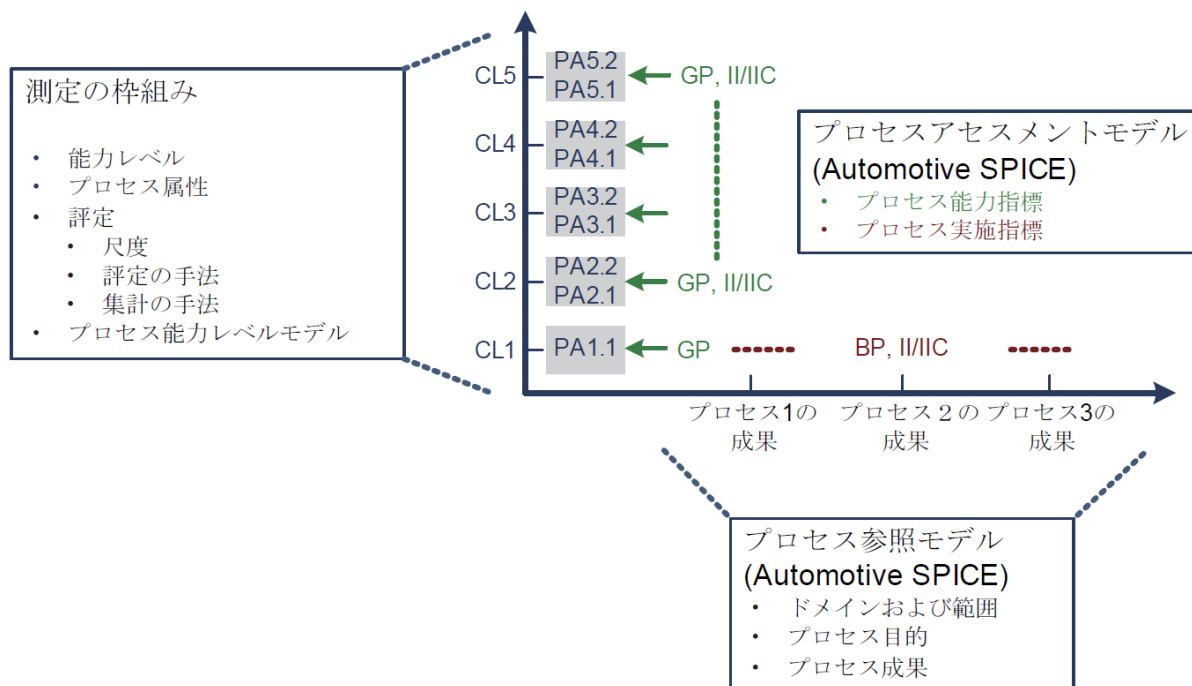 測定の枠組み
• 能力レベル
• プロセス属性
• 評定
• 尺度
• 評定の手法
• 集計の手法
• プロセス能力レベルモデル
CL5
PA5.2
PA5.1
GP, II/IIC
CL4
PA4.2
PA4.1
CL3
PA3.2
PA3.1
CL2
PA2.2
PA2.1
GP, II/IIC
CL1
PA1.1
GP
BP, II/IIC
プロセス1の
成果
プロセス２の
成果
プロセス3の
成果
プロセスアセスメントモデル
(Automotive SPICE)
• プロセス能力指標
• プロセス実施指標
プロセス参照モデル
(Automotive SPICE)
• ドメインおよび範囲
• プロセス目的
• プロセス成果